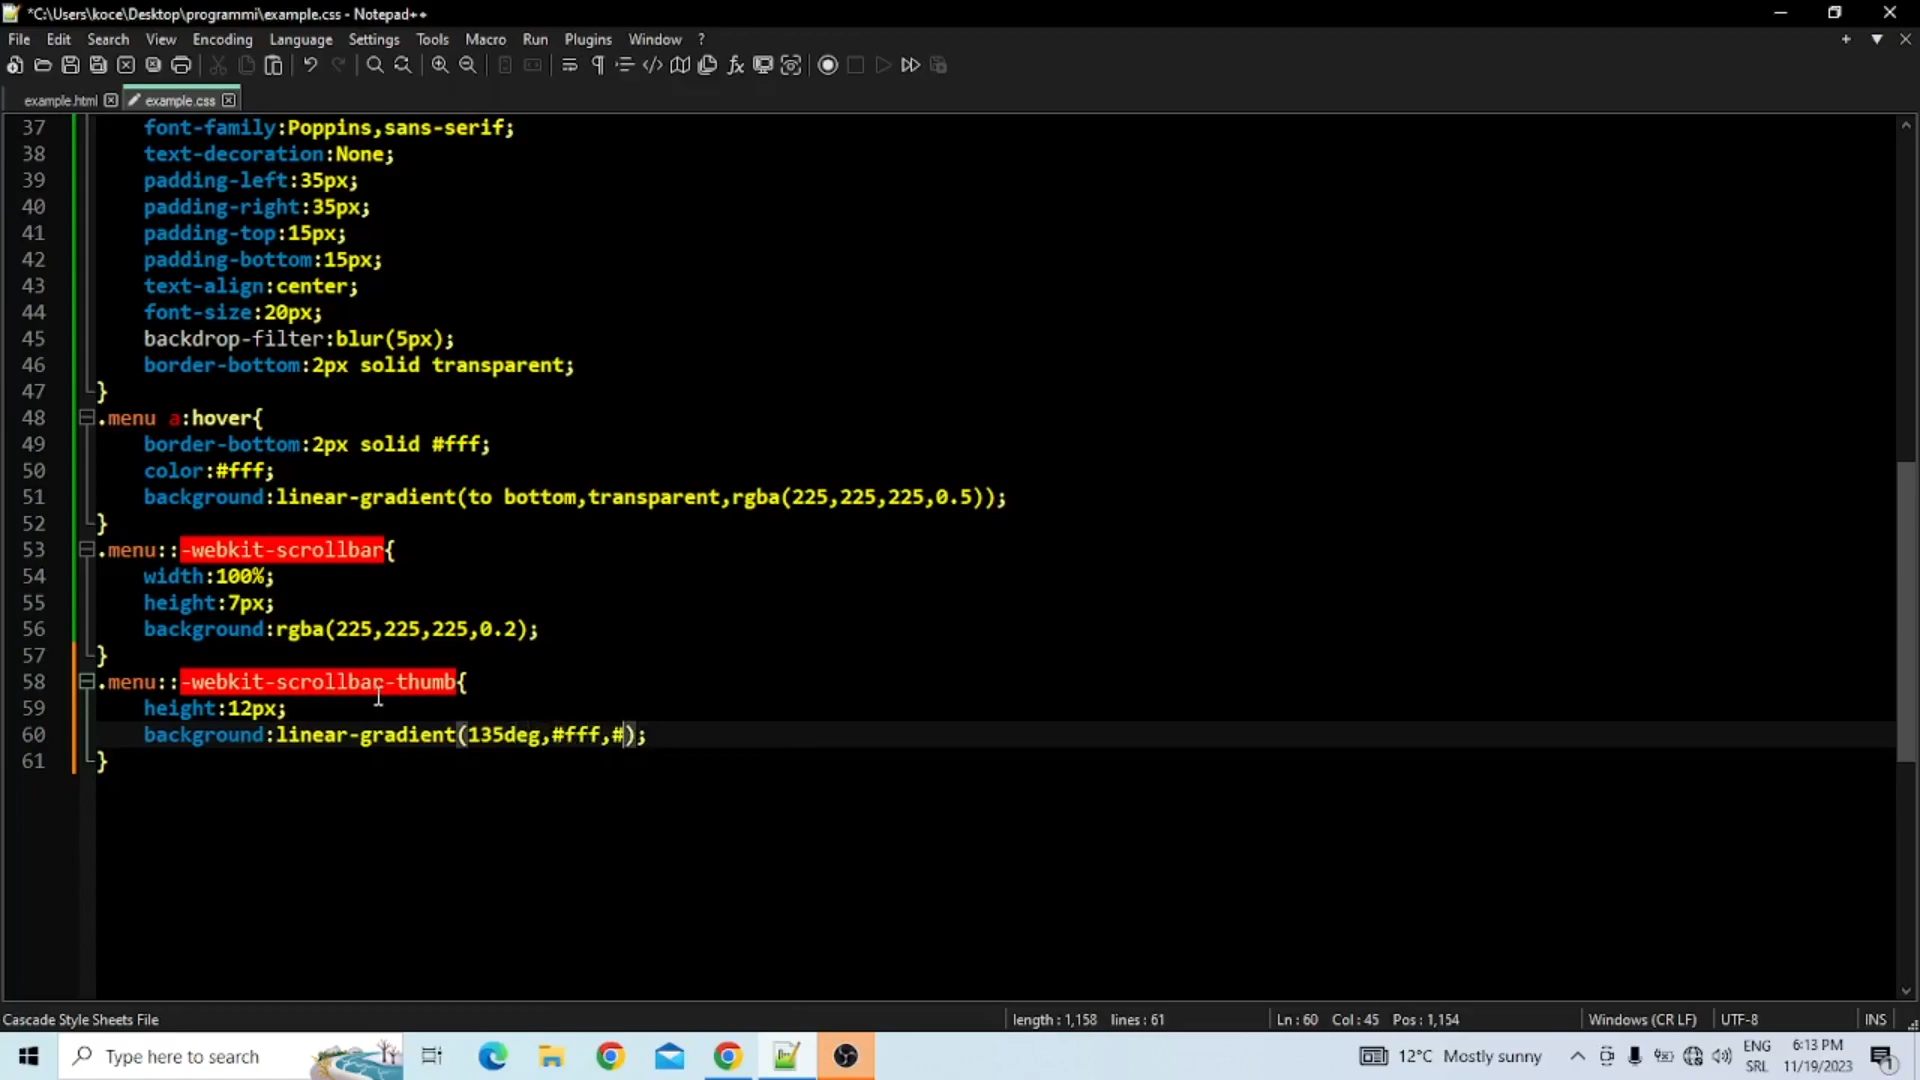 *C:\Users\koce\Desktop\programmi\example.css - Notepad++
File Edit Search View Encoding Language Settings Tools Macro Run Plugins Window ?
example.html example.css
37 font-family:Poppins,sans-serif;
38 text-decoration:None;
39 padding-left:35px;
40 padding-right:35px;
41 padding-top:15px;
42 padding-bottom:15px;
43 text-align:center;
44 font-size:20px;
45 backdrop-filter:blur(5px);
46 border-bottom:2px solid transparent;
47 }
48 .menu a:hover{
49 border-bottom:2px solid #fff;
50 color:#fff;
51 background:linear-gradient(to bottom,transparent,rgba(225,225,225,0.5));
52 }
53 .menu::-webkit-scrollbar{
54 width:100%;
55 height:7px;
56 background:rgba(225,225,225,0.2);
57 }
58 .menu::-webkit-scrollbar-thumb{
59 height:12px;
60 background:linear-gradient(135deg,#fff,#);
61 }
Cascade Style Sheets File length : 1,158 lines : 61 Ln : 60 Col : 45 Pos : 1,154 Windows (CR LF) UTF-8 INS
Type here to search 12°C Mostly sunny ENG SRL 6:13 PM 11/19/2023 1